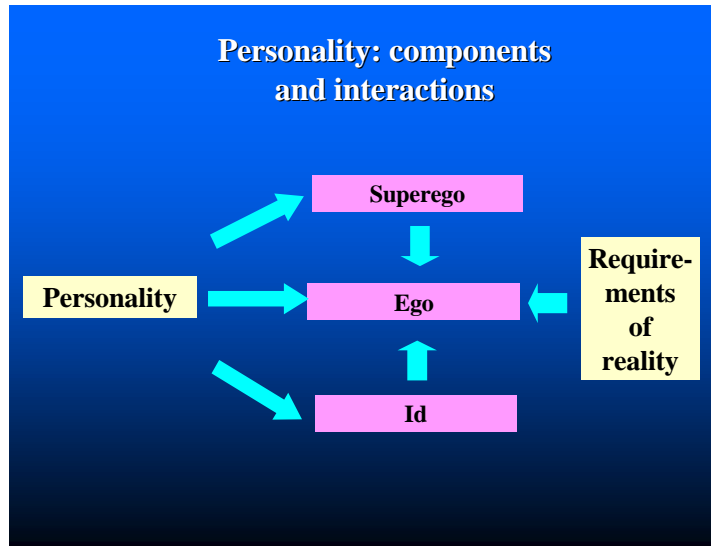 Personality: components
and interactions
Superego
Personality
Ego
Require-
ments
of
reality
Id